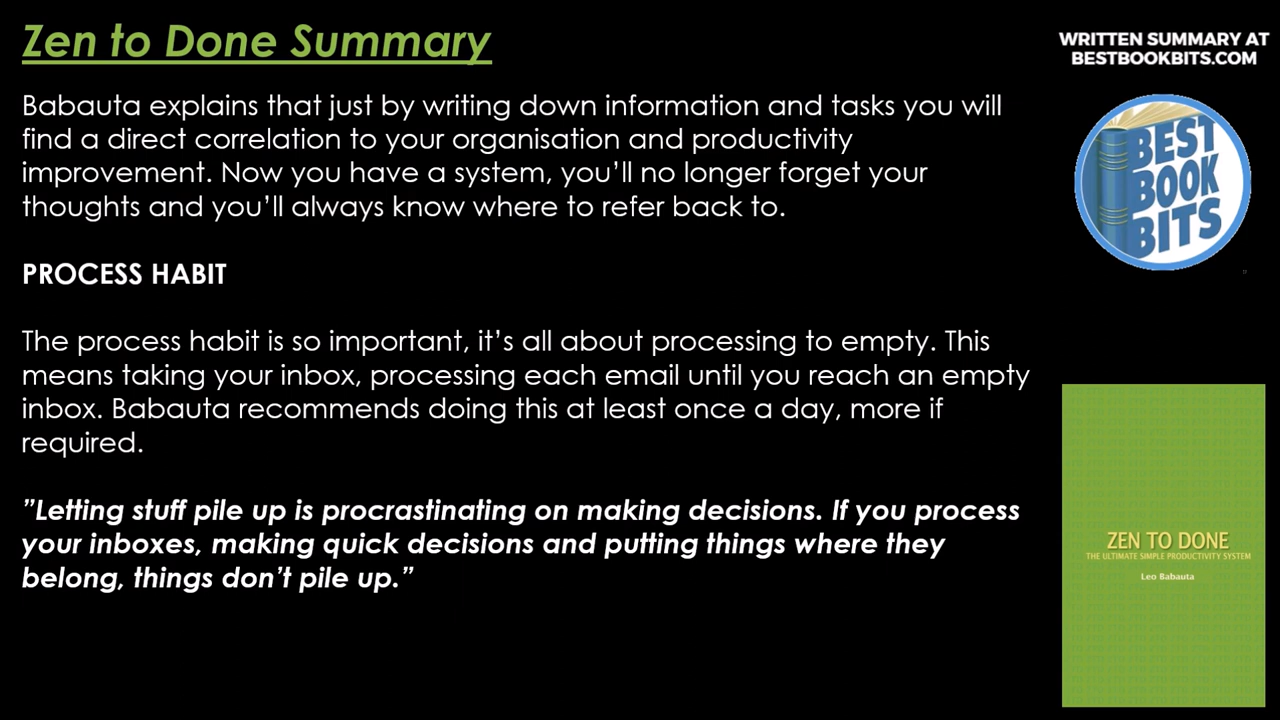 Zen to Done Summary
WRITTEN SUMMARY AT
BESTBOOKBITS.COM
Babauta explains that just by writing down information and tasks you will
find a direct correlation to your organisation and productivity
improvement. Now you have a system, you’ll no longer forget your
thoughts and you’ll always know where to refer back to.
PROCESS HABIT
The process habit is so important, it’s all about processing to empty. This
means taking your inbox, processing each email until you reach an empty
inbox. Babauta recommends doing this at least once a day, more if
required.
”Letting stuff pile up is procrastinating on making decisions. If you process
your inboxes, making quick decisions and putting things where they
belong, things don’t pile up.”
BEST
BOOK
BITS
ZEN TO DONE
THE ULTIMATE SIMPLE PRODUCTIVITY SYSTEM
Leo Babauta